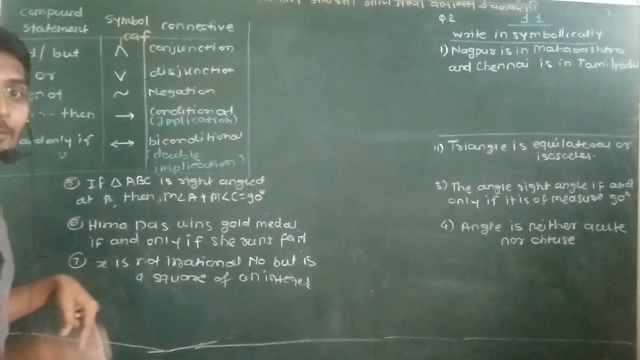 compound Symbol connective
Statement
d / but ∧ conjunction
or ∨ disjunction
not ~ Negation
... then → conditional
(Implication)
and only if ↔ biconditional
(double
implication)
⑤ If △ ABC is right angled
at B, then m∠A + m∠C = 90°
⑥ Hima Das wins gold medal
if and only if she runs fast
⑦ x is not Irrational No but is
a square of an integer
Q2 1.1
write in symbolically
1) Nagpur is in Maharashtra
and Chennai is in Tamilnadu
ii) Triangle is equilateral or
isosceles.
3) The angle right angle if and
only if it is of measure 90°
4) Angle is neither acute
nor obtuse